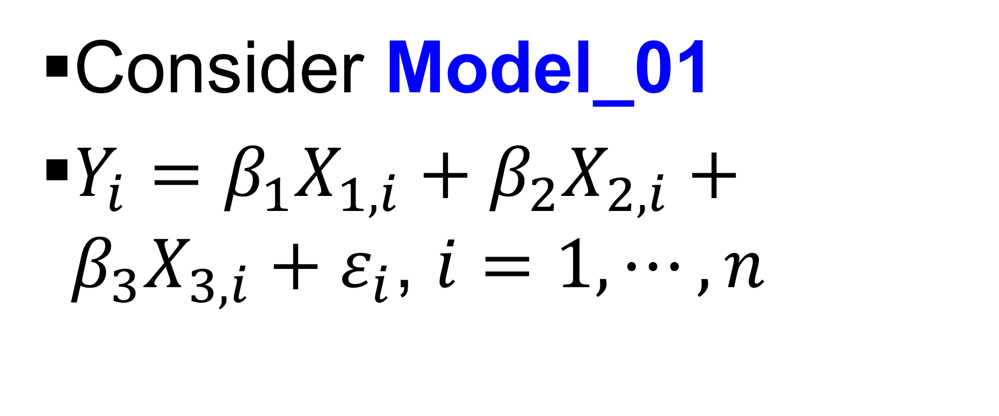 ▪Consider Model_01
▪Yᵢ = β₁X₁,ᵢ + β₂X₂,ᵢ +
β₃X₃,ᵢ + εᵢ, i = 1, ⋯ , n